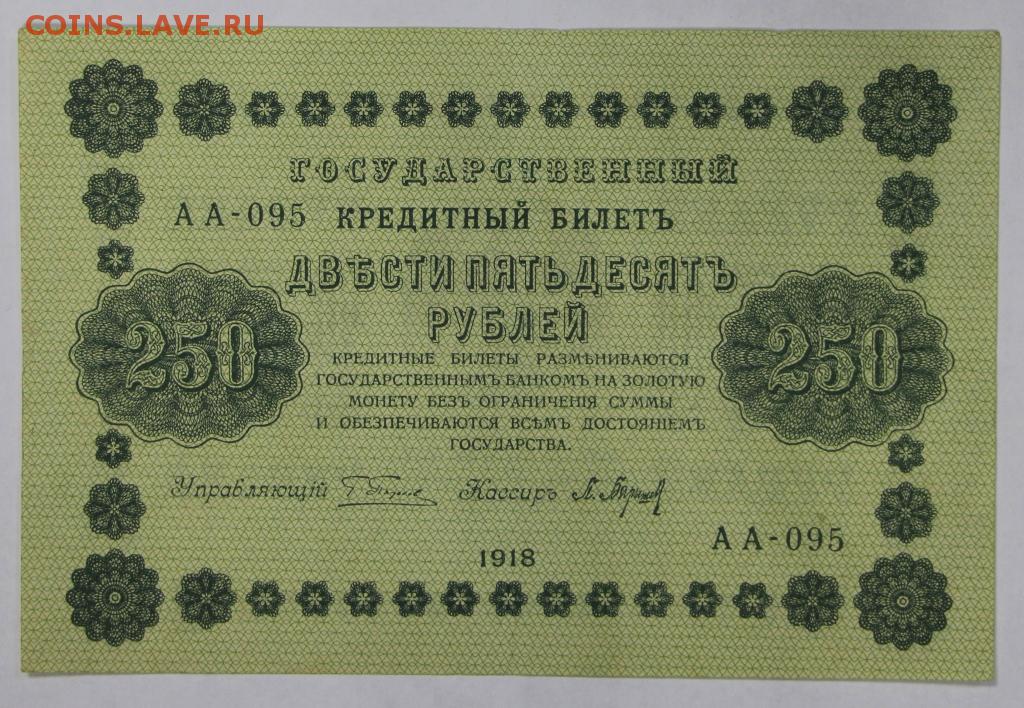 COINS.LAVE.RU
ГОСУДАРСТВЕННЫЙ
АА-095 КРЕДИТНЫЙ БИЛЕТЪ
ДВѢСТИ ПЯТЬДЕСЯТЪ
РУБЛЕЙ
250 250
КРЕДИТНЫЕ БИЛЕТЫ РАЗМѢНИВАЮТСЯ
ГОСУДАРСТВЕННЫМЪ БАНКОМЪ НА ЗОЛОТУЮ
МОНЕТУ БЕЗЪ ОГРАНИЧЕНІЯ СУММЫ
И ОБЕЗПЕЧИВАЮТСЯ ВСѢМЪ ДОСТОЯНІЕМЪ
ГОСУДАРСТВА.
Управляющій Кассиръ
АА-095
1918